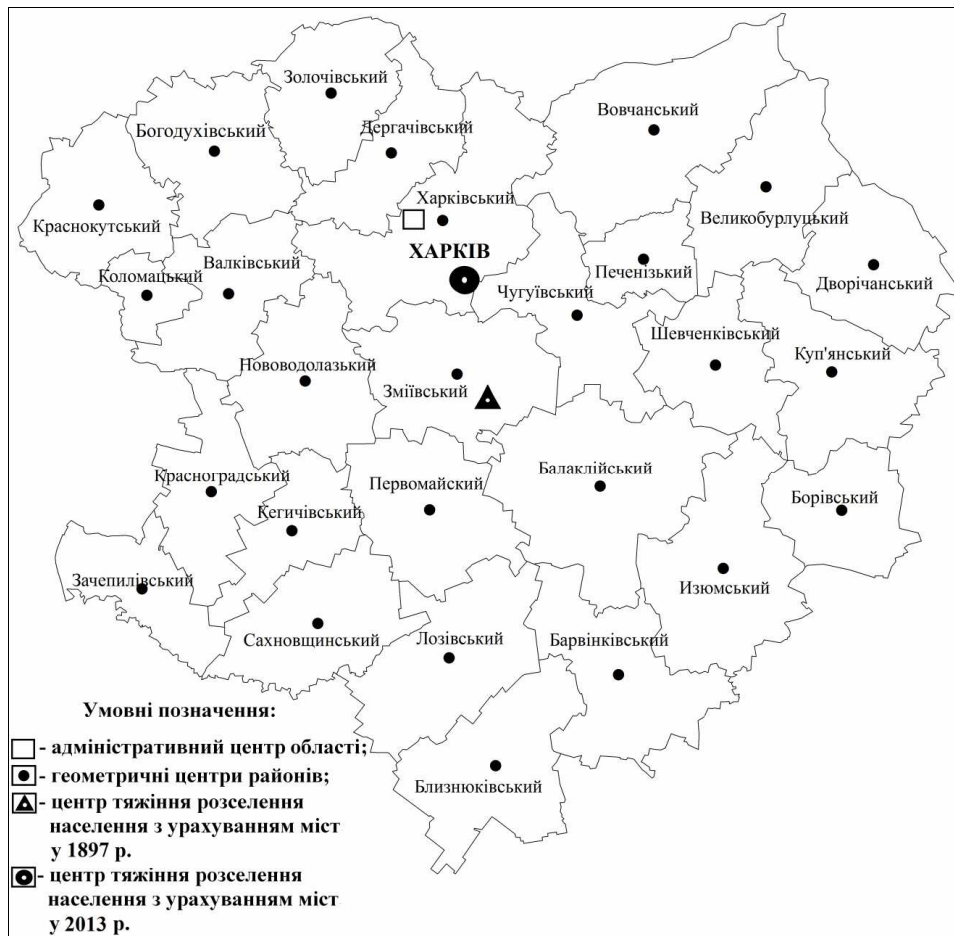 Золочівський
Вовчанський
Богодухівський
Дергачівський
Харківський
Краснокутський
Великобурлуцький
ХАРКІВ
Валківський
Коломацький
Печенізький
Дворічанський
Чугуївський
Шевченківський
Куп'янський
Нововодолазький
Зміївський
Балаклійський
Красноградський
Первомайский
Борівський
Кегичівський
Зачепилівський
Изюмський
Сахновщинський
Лозівський
Барвінківський
Близнюківський
Умовні позначення:
- адміністративний центр області;
- геометричні центри районів;
- центр тяжіння розселення
населення з урахуванням міст
у 1897 р.
- центр тяжіння розселення
населення з урахуванням міст
у 2013 р.